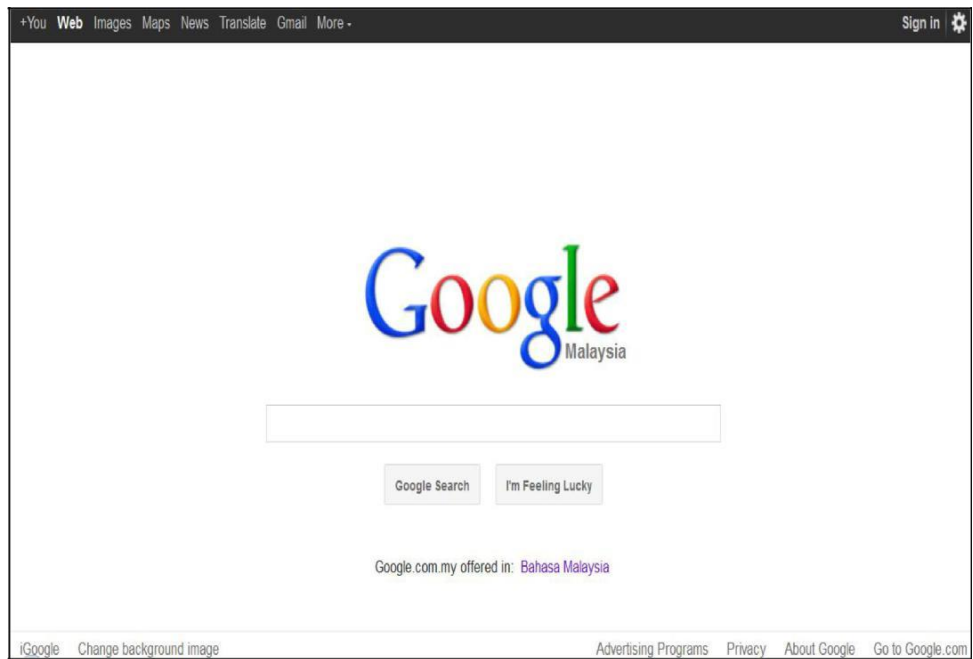 +You Web Images Maps News Translate Gmail More Sign in
Google
Malaysia
Google Search I'm Feeling Lucky
Google.com.my offered in: Bahasa Malaysia
iGoogle Change background image Advertising Programs Privacy About Google Go to Google.com